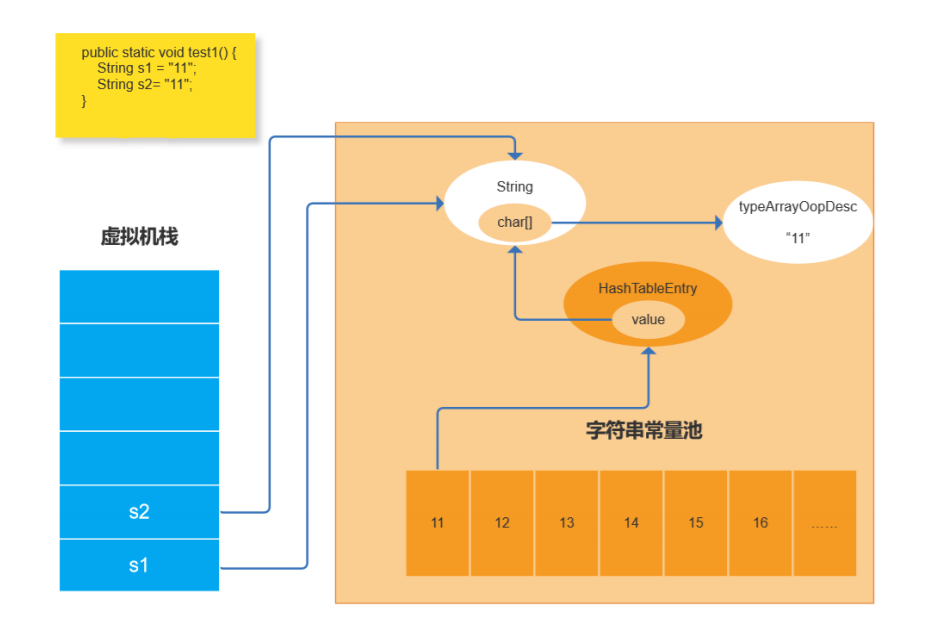 public static void test1() {
String s1 = "11";
String s2= "11";
}
虚拟机栈
s2
s1
String
char[]
typeArrayOopDesc
“11”
HashTableEntry
value
字符串常量池
11 12 13 14 15 16 ……